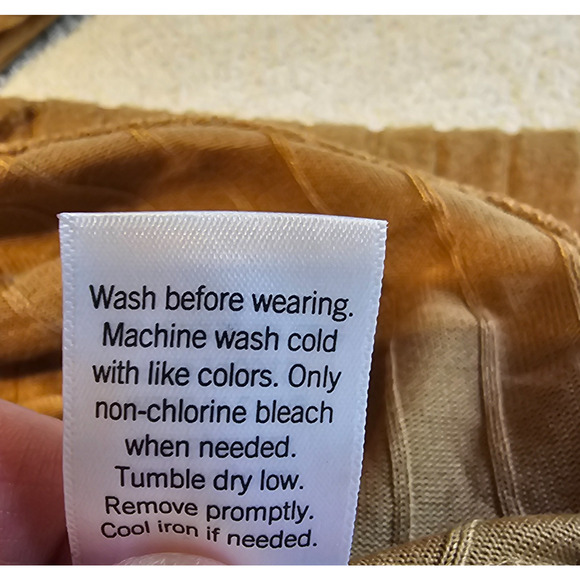 Wash before wearing.
Machine wash cold
with like colors. Only
non-chlorine bleach
when needed.
Tumble dry low.
Remove promptly.
Cool iron if needed.